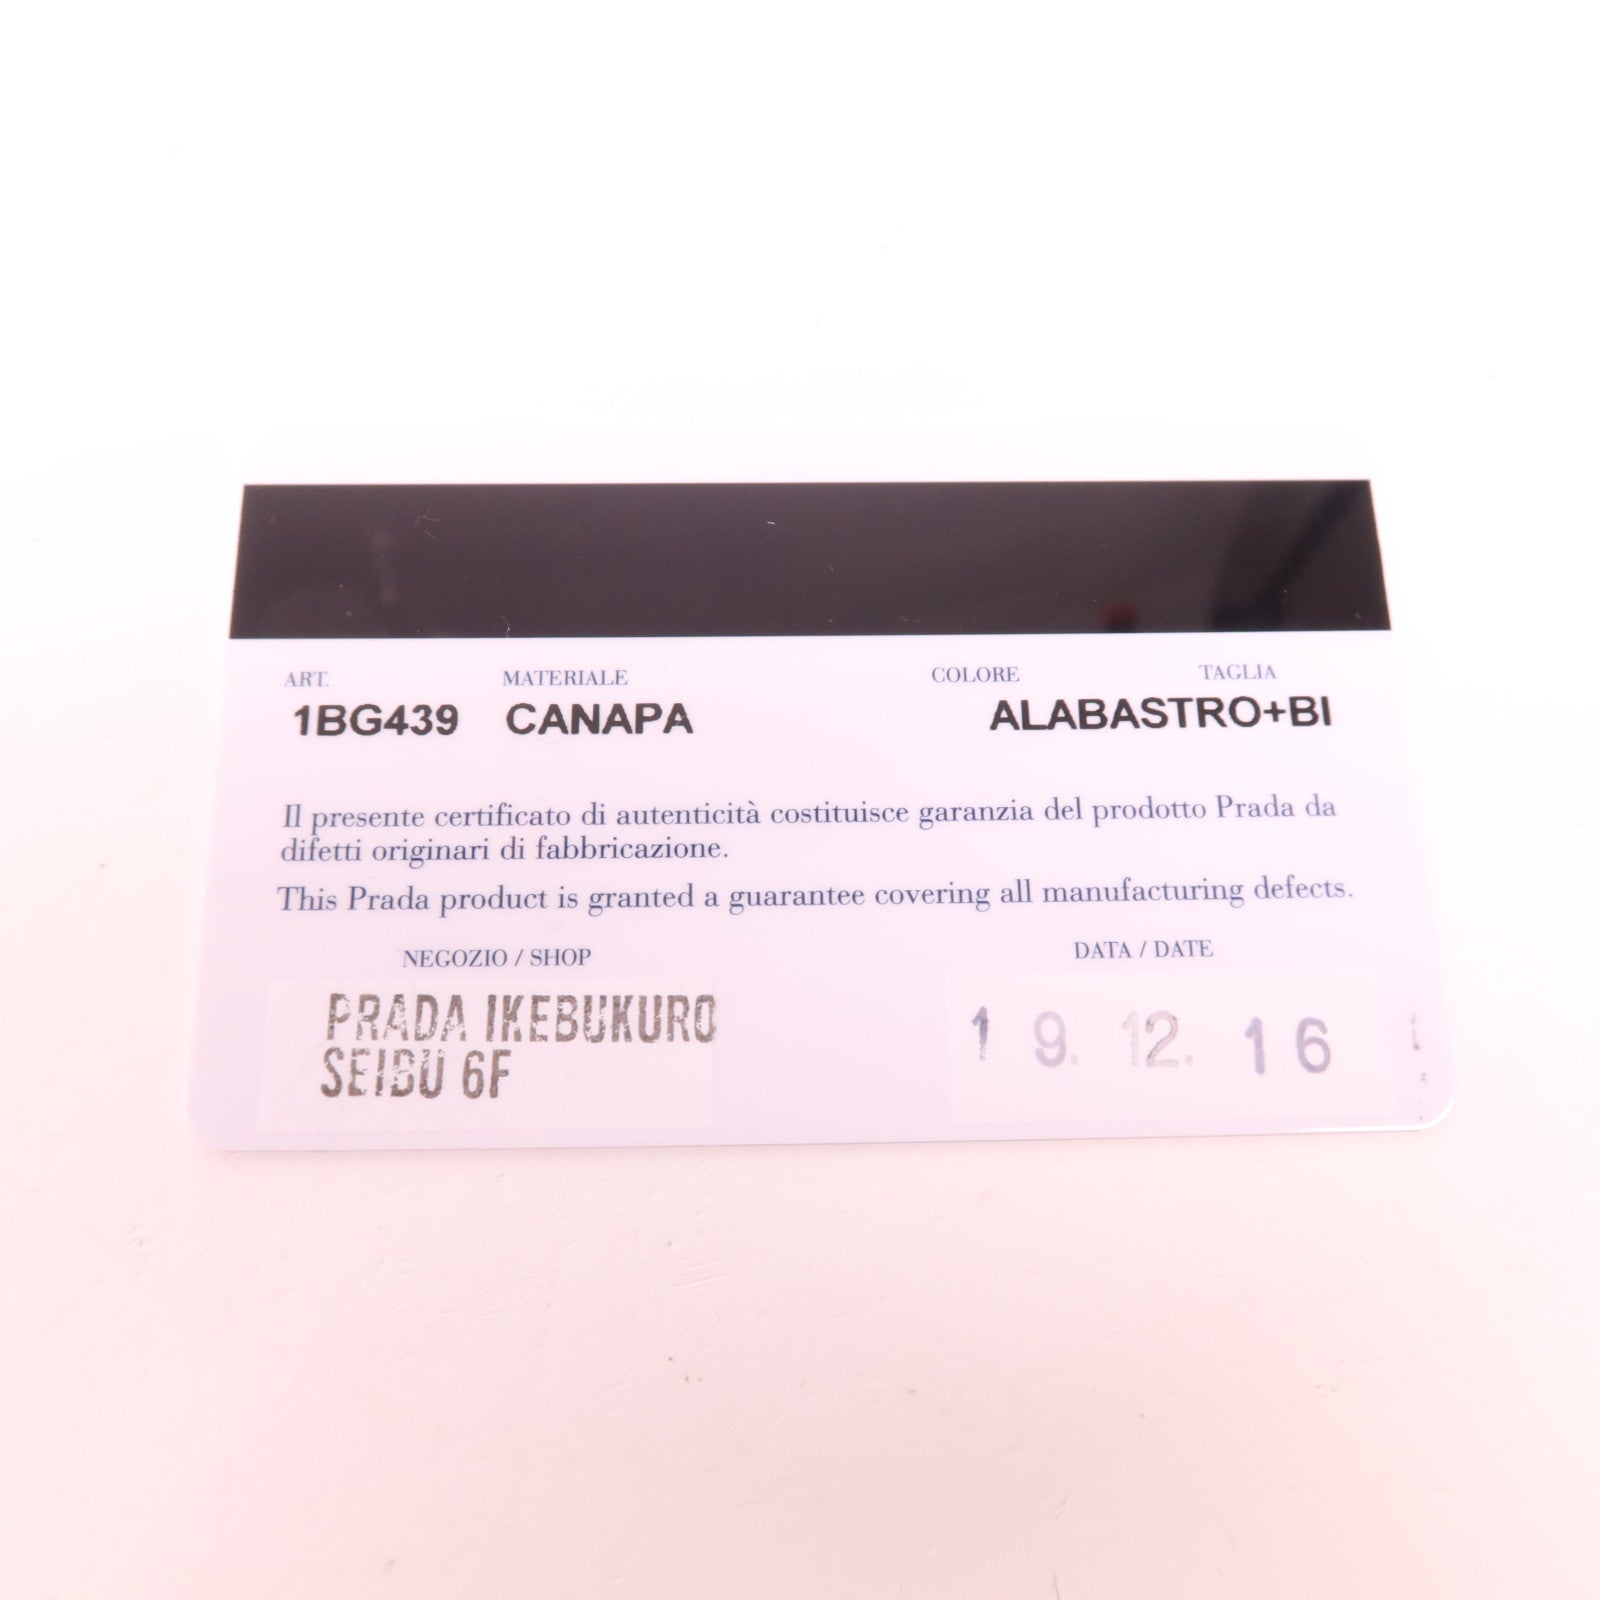 ART. MATERIALE COLORE TAGLIA
1BG439 CANAPA ALABASTRO+BI
Il presente certificato di autenticità costituisce garanzia del prodotto Prada da
difetti originari di fabbricazione.
This Prada product is granted a guarantee covering all manufacturing defects.
NEGOZIO / SHOP DATA / DATE
PRADA IKEBUKURO
SEIBU 6F
19. 12. 16